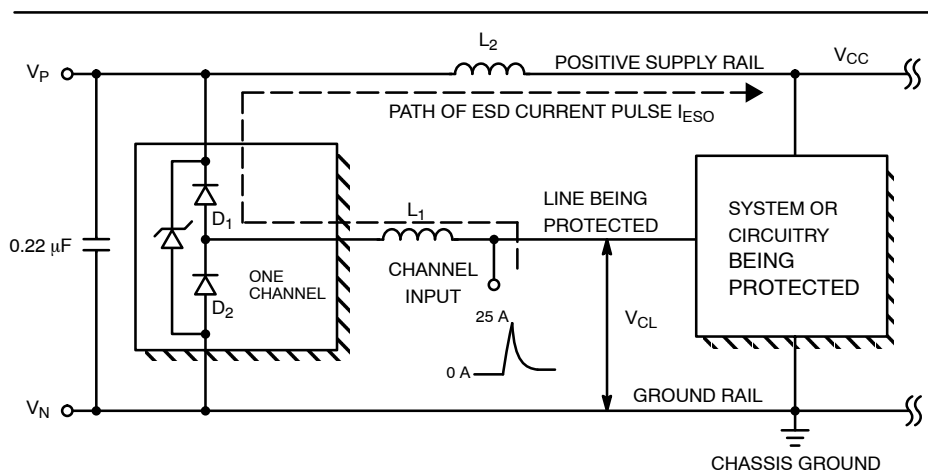 L2
VP
POSITIVE SUPPLY RAIL
VCC
PATH OF ESD CURRENT PULSE IESO
D1
L1
LINE BEING
PROTECTED
SYSTEM OR
CIRCUITRY
BEING
PROTECTED
0.22 μF
ONE
CHANNEL
CHANNEL
INPUT
D2
25 A
VCL
0 A
VN
GROUND RAIL
CHASSIS GROUND